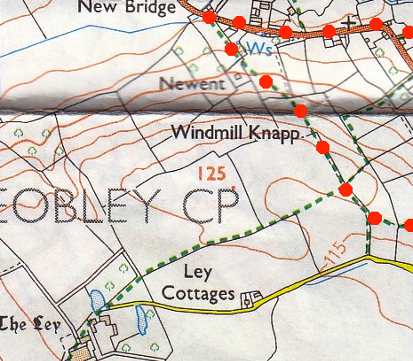 New Bridge
Ws
Newent
Windmill Knapp
125
EOBLEY CP
115
Ley
Cottages
The Ley